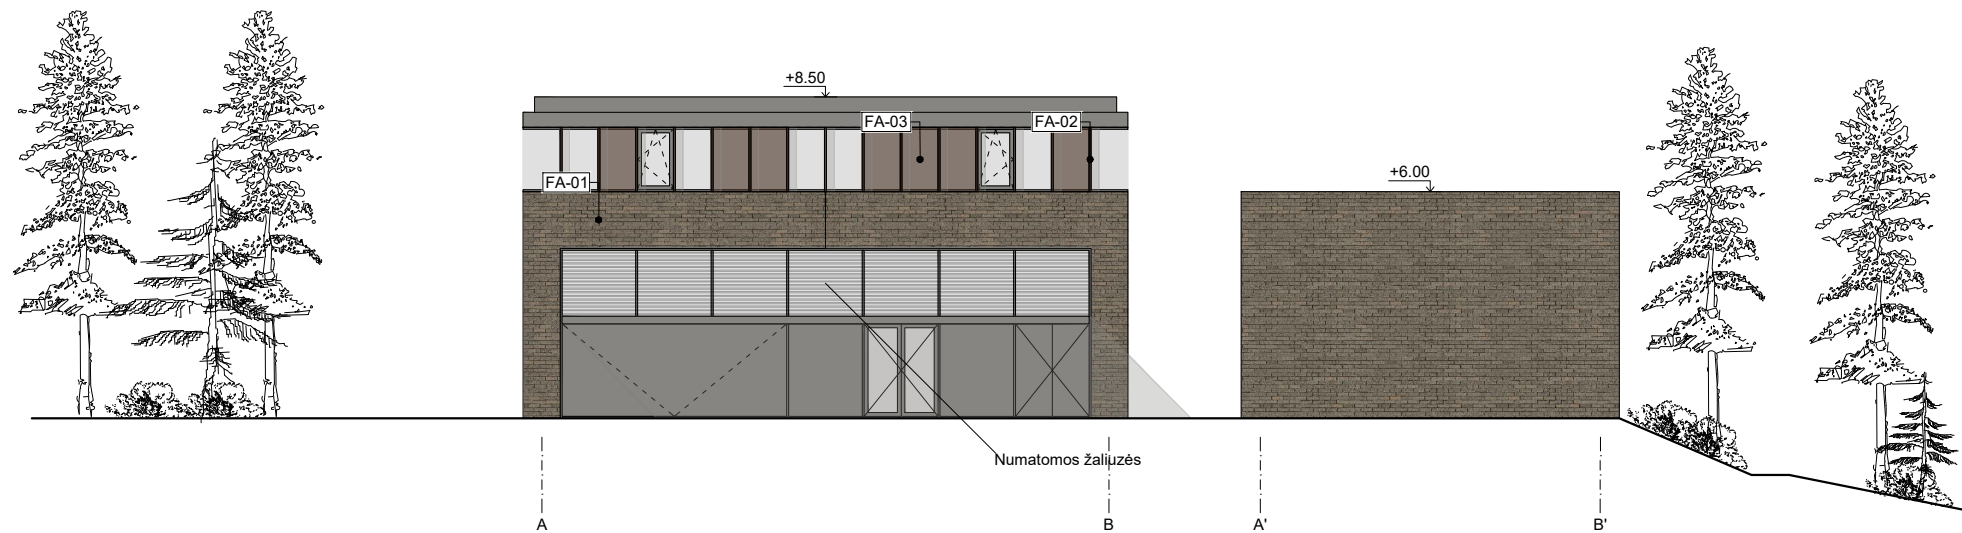 +8.50
FA-03
FA-02
+6.00
FA-01
Numatomos žaliuzės
A
B
A'
B'